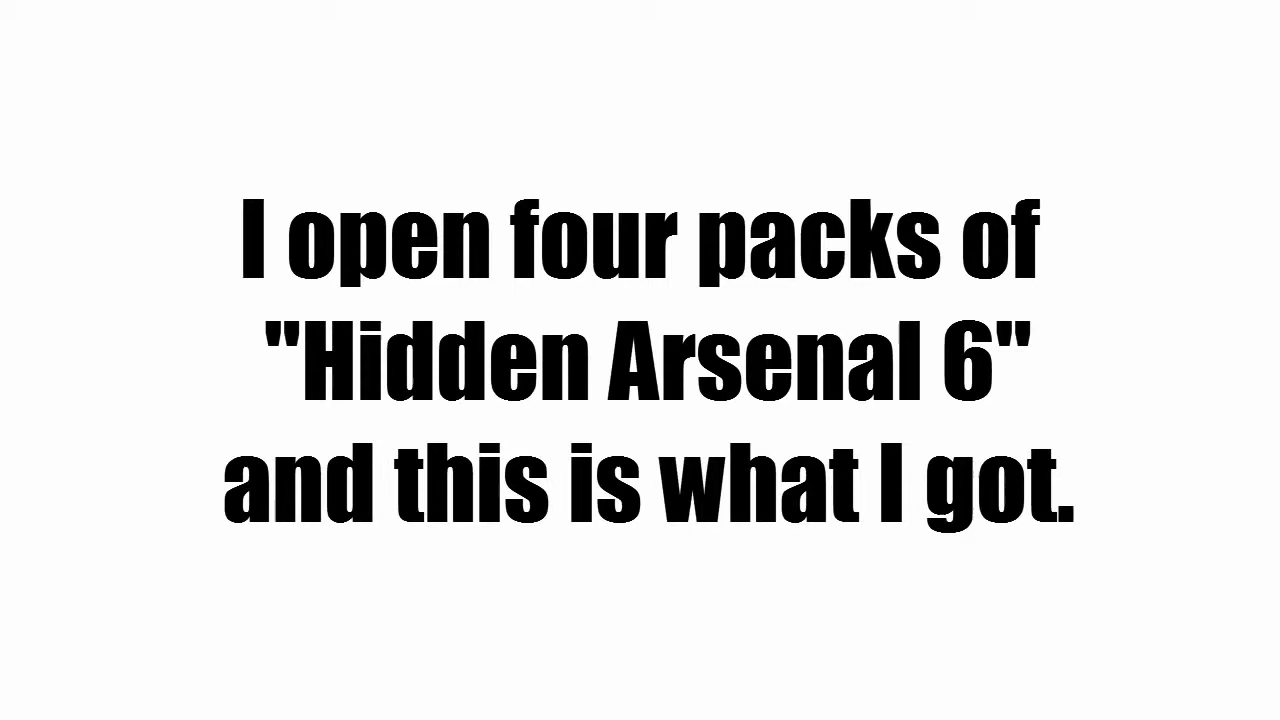 I open four packs of
"Hidden Arsenal 6"
and this is what I got.